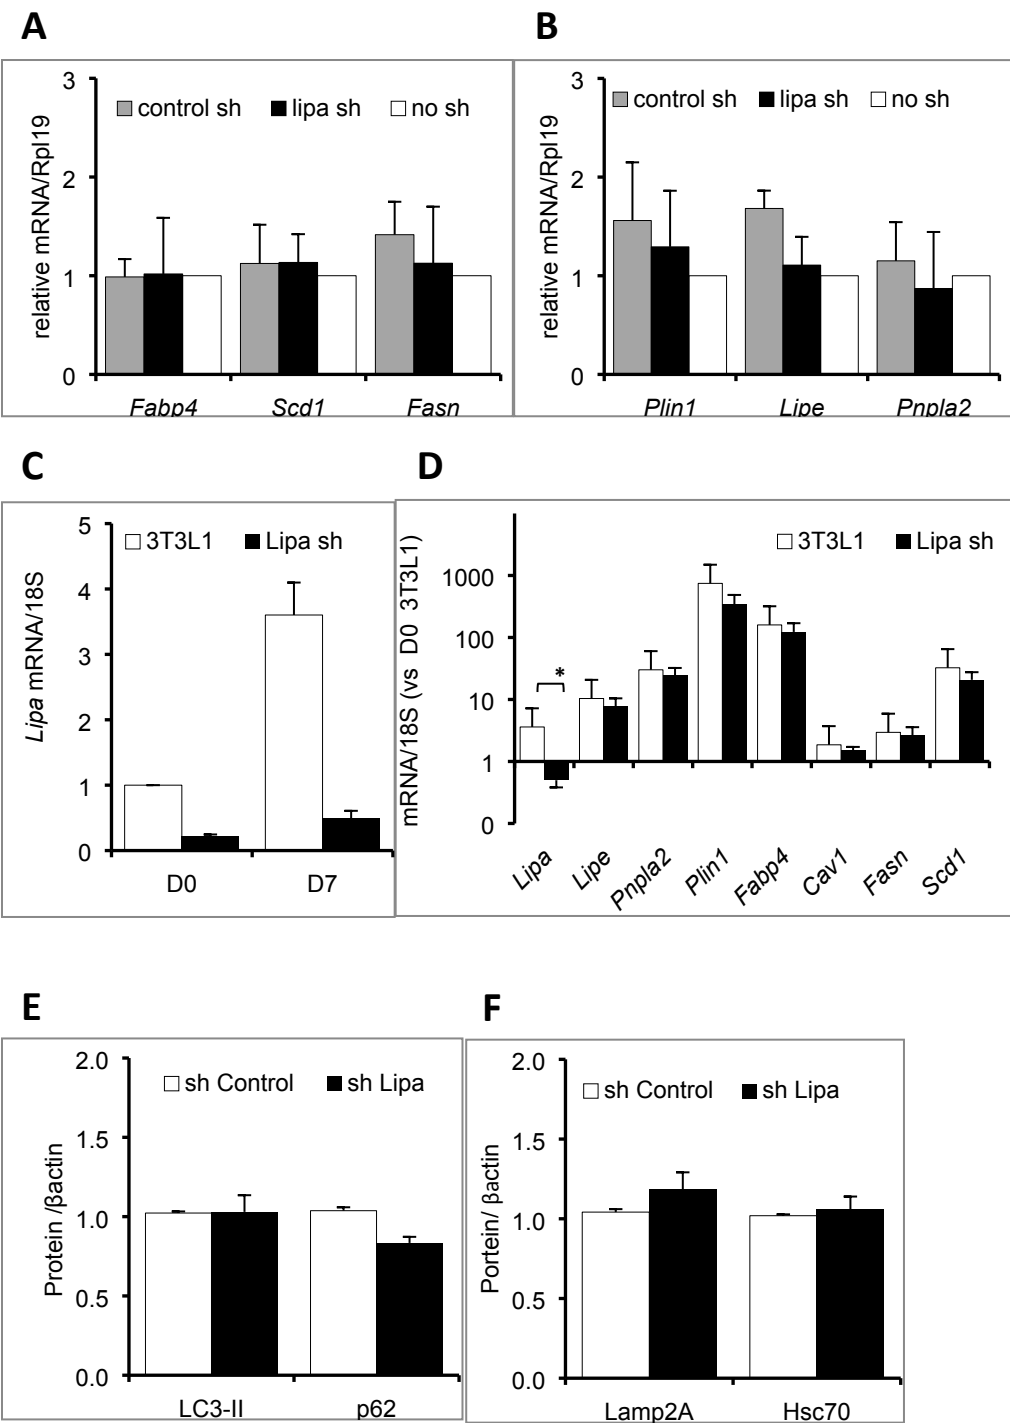 A
B
relative mRNA/Rpl19
3
2
1
0
control sh lipa sh no sh
Fabp4 Scd1 Fasn
relative mRNA/Rpl19
3
2
1
0
control sh lipa sh no sh
Plin1 Lipe Pnpla2
C
D
Lipa mRNA/18S
5
4
3
2
1
0
3T3L1 Lipa sh
D0 D7
mRNA/18S (vs D0 3T3L1)
1000
100
10
1
0
3T3L1 Lipa sh
*
Lipa Lipe Pnpla2 Plin1 Fabp4 Cav1 Fasn Scd1
E
F
Protein /βactin
2.0
1.5
1.0
0.5
0.0
sh Control sh Lipa
LC3-II p62
Portein/ βactin
2.0
1.5
1.0
0.5
0.0
sh Control sh Lipa
Lamp2A Hsc70